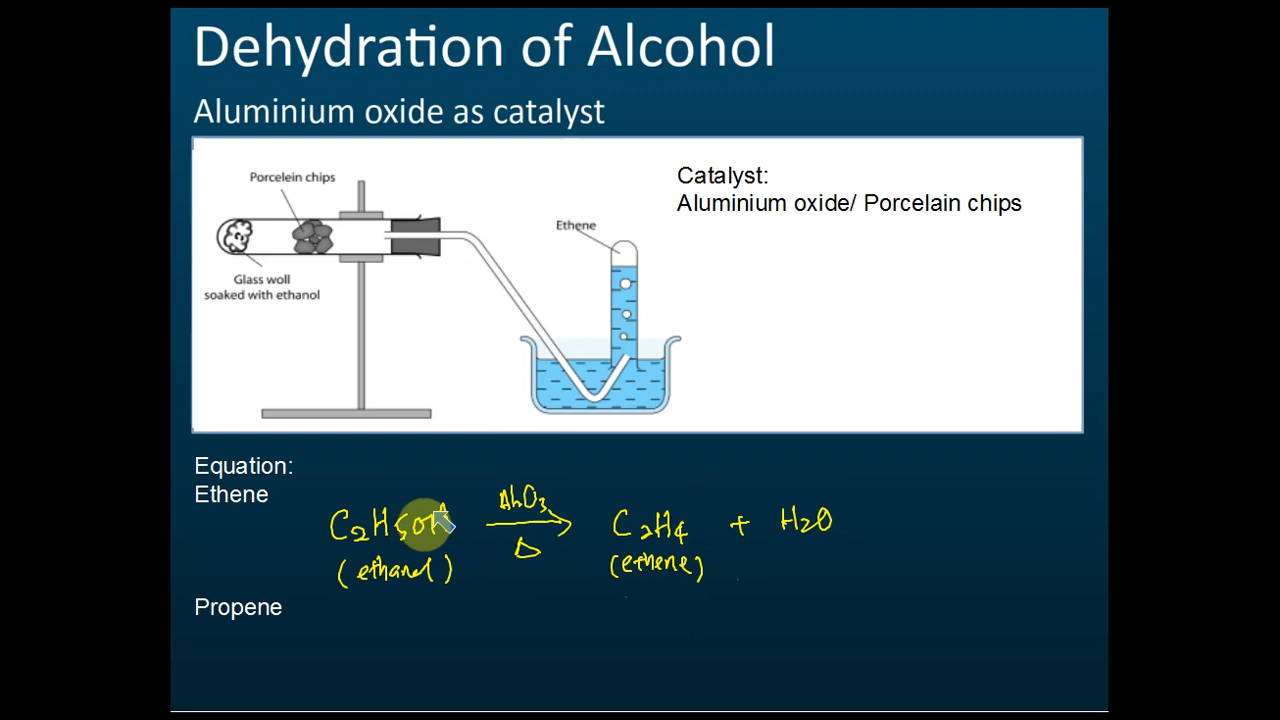 Dehydration of Alcohol
Aluminium oxide as catalyst
Porcelein chips
Glass woll
soaked with ethanol
Ethene
Catalyst:
Aluminium oxide/ Porcelain chips
Equation:
Ethene
C2H5OH Al2O3 Δ C2H4 + H2O
(ethanol) (ethene)
Propene